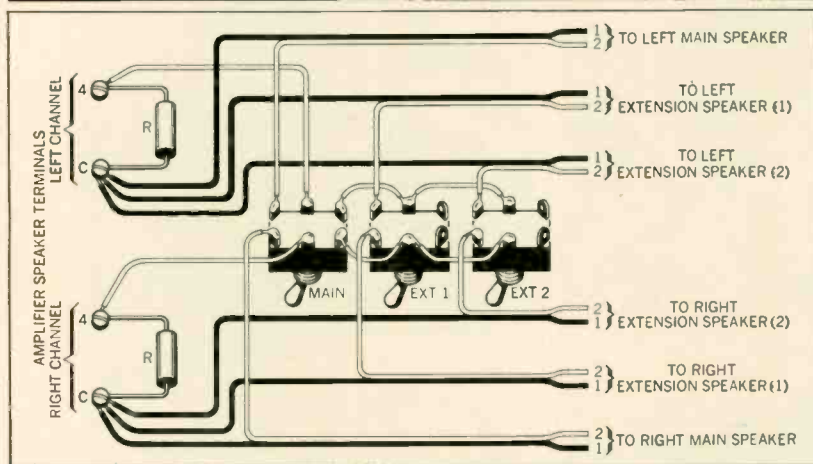 AMPLIFIER SPEAKER TERMINALS
LEFT CHANNEL
4
R
C
1
2 } TO LEFT MAIN SPEAKER
1
2 } TO LEFT
EXTENSION SPEAKER (1)
1
2 } TO LEFT
EXTENSION SPEAKER (2)
MAIN
EXT 1
EXT 2
RIGHT CHANNEL
4
R
C
2
1 } TO RIGHT
EXTENSION SPEAKER (2)
2
1 } TO RIGHT
EXTENSION SPEAKER (1)
2
1 } TO RIGHT MAIN SPEAKER